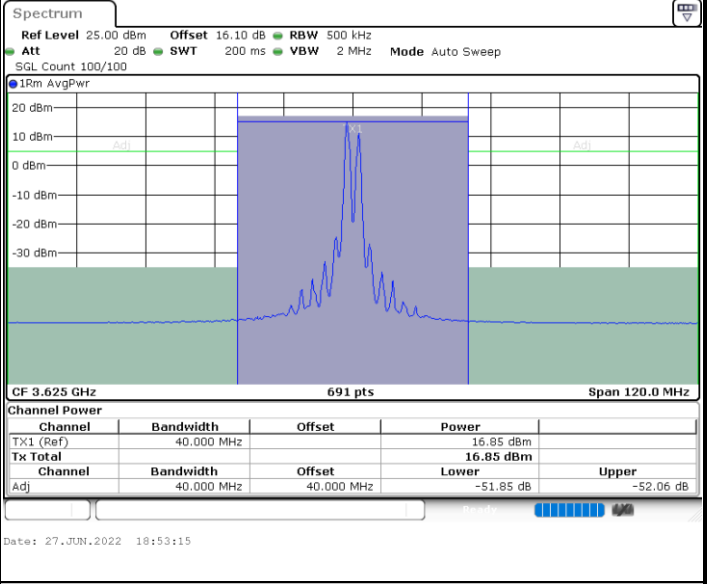 Spectrum
Ref Level 25.00 dBm Offset 16.10 dB RBW 500 kHz
Att 20 dB SWT 200 ms VBW 2 MHz Mode Auto Sweep
SGL Count 100/100
1Rm AvgPwr
20 dBm
X1
10 dBm
Adj Adj
0 dBm
-10 dBm
-20 dBm
-30 dBm
CF 3.625 GHz 691 pts Span 120.0 MHz
Channel Power
Channel Bandwidth Offset Power
TX1 (Ref) 40.000 MHz 16.85 dBm
Tx Total 16.85 dBm
Channel Bandwidth Offset Lower Upper
Adj 40.000 MHz 40.000 MHz -51.85 dB -52.06 dB
Ready
Date: 27.JUN.2022 18:53:15